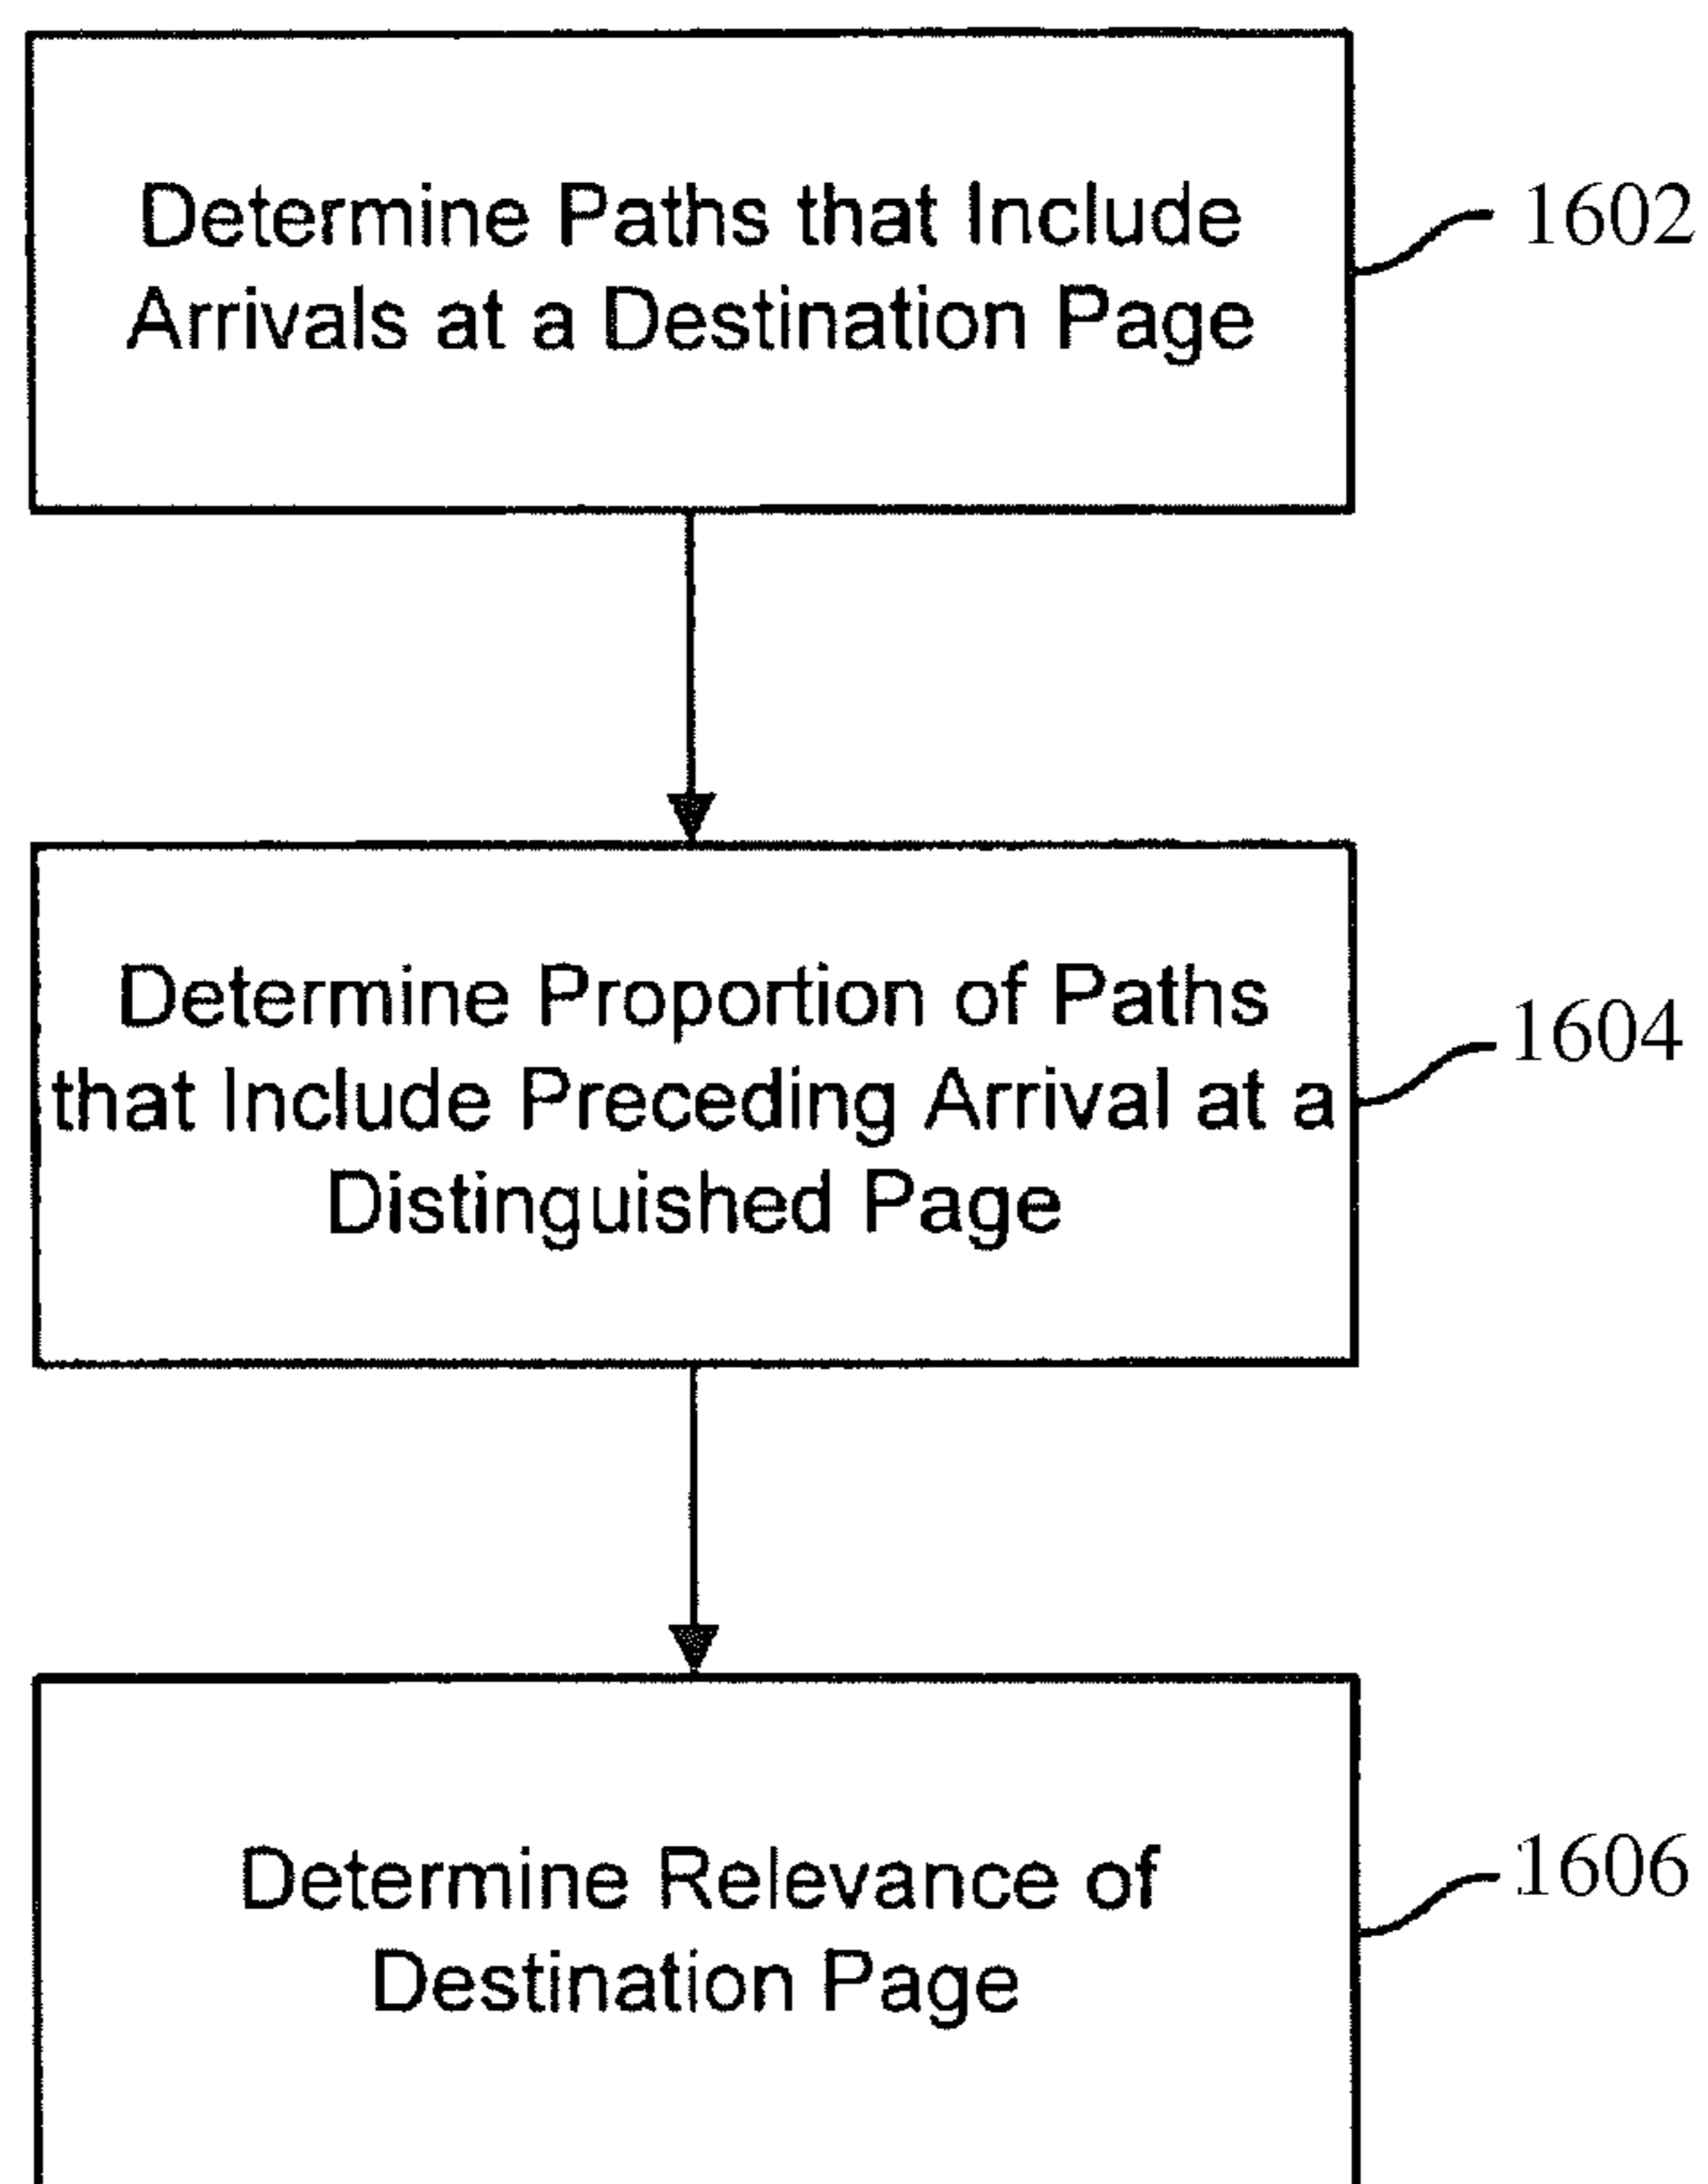 Determine Paths that Include
Arrivals at a Destination Page
1602
Determine Proportion of Paths
that Include Preceding Arrival at a
Distinguished Page
1604
Determine Relevance of
Destination Page
1606